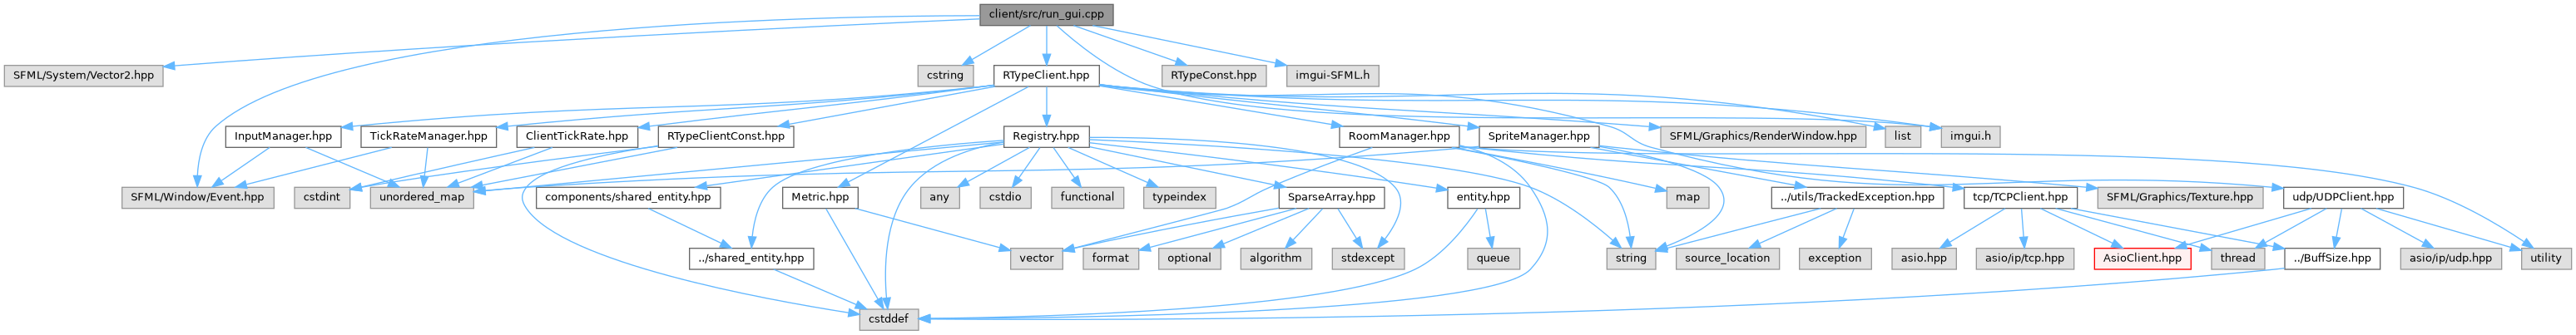 client/src/run_gui.cpp
SFML/System/Vector2.hpp
cstring
RTypeClient.hpp
RTypeConst.hpp
imgui-SFML.h
InputManager.hpp
TickRateManager.hpp
ClientTickRate.hpp
RTypeClientConst.hpp
Registry.hpp
RoomManager.hpp
SpriteManager.hpp
SFML/Graphics/RenderWindow.hpp
list
imgui.h
SFML/Window/Event.hpp
cstdint
unordered_map
components/shared_entity.hpp
Metric.hpp
any
cstdio
functional
typeindex
SparseArray.hpp
entity.hpp
map
../utils/TrackedException.hpp
tcp/TCPClient.hpp
SFML/Graphics/Texture.hpp
udp/UDPClient.hpp
../shared_entity.hpp
vector
format
optional
algorithm
stdexcept
queue
string
source_location
exception
asio.hpp
asio/ip/tcp.hpp
AsioClient.hpp
thread
../BuffSize.hpp
asio/ip/udp.hpp
utility
cstddef